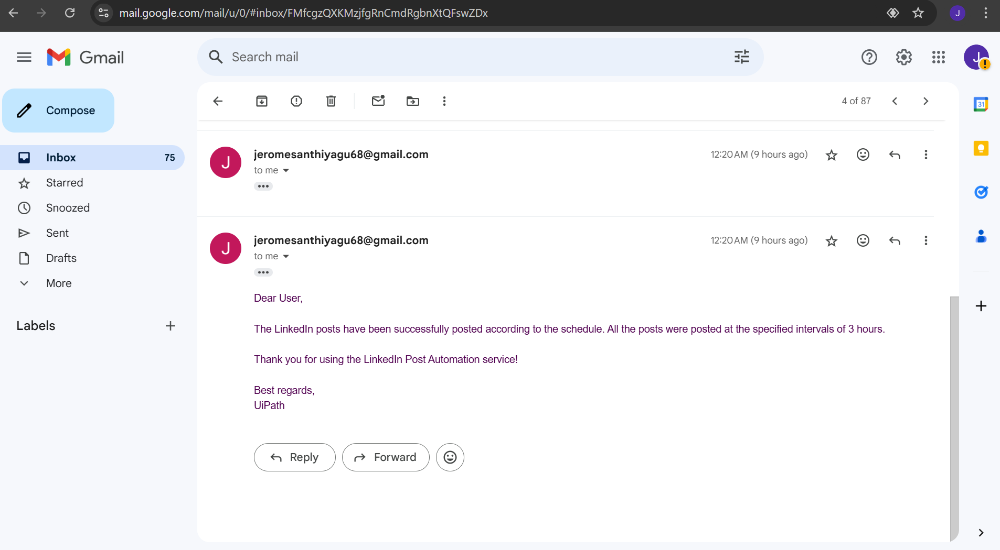 mail.google.com/mail/u/0/#inbox/FMfcgzQXKMzjfgRnCmdRgbnXtQFswZDx
J
Gmail
Search mail
J
Compose
4 of 87
31
Inbox 75
Starred
Snoozed
Sent
Drafts
More
Labels
J
jeromesanthiyagu68@gmail.com 12:20 AM (9 hours ago)
to me
J
jeromesanthiyagu68@gmail.com 12:20 AM (9 hours ago)
to me
Dear User,
The LinkedIn posts have been successfully posted according to the schedule. All the posts were posted at the specified intervals of 3 hours.
Thank you for using the LinkedIn Post Automation service!
Best regards,
UiPath
Reply Forward